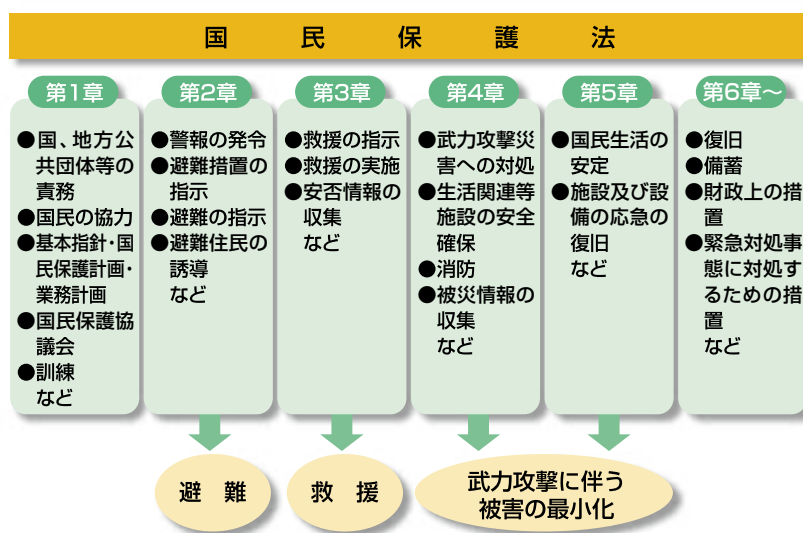 国民保護法
第1章
●国、地方公
共団体等の
責務
●国民の協力
●基本指針・国
民保護計画・
業務計画
●国民保護協
議会
●訓練
など
第2章
●警報の発令
●避難措置の
指示
●避難の指示
●避難住民の
誘導
など
第3章
●救援の指示
●救援の実施
●安否情報の
収集
など
第4章
●武力攻撃災
害への対処
●生活関連等
施設の安全
確保
●消防
●被災情報の
収集
など
第5章
●国民生活の
安定
●施設及び設
備の応急の
復旧
など
第6章～
●復旧
●備蓄
●財政上の措
置
●緊急対処事
態に対処す
るための措
置
など
避難
救援
武力攻撃に伴う
被害の最小化